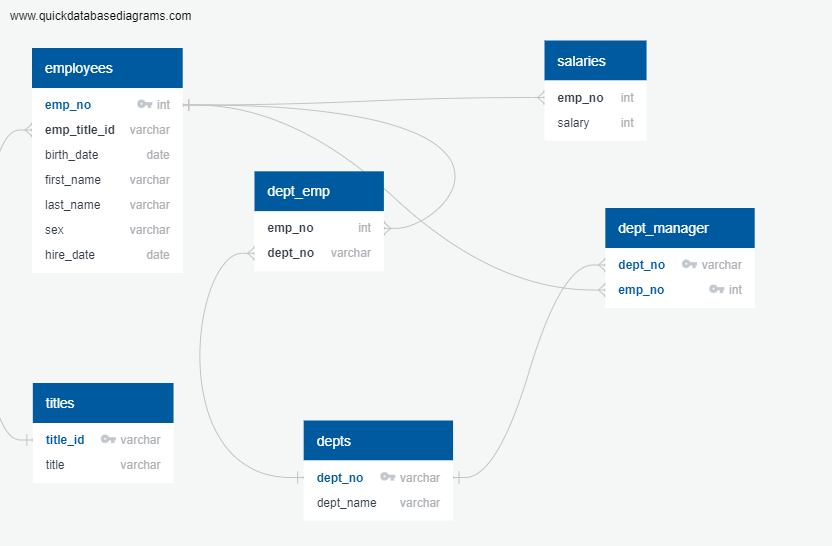 www.quickdatabasediagrams.com
employees
emp_no int
emp_title_id varchar
birth_date date
first_name varchar
last_name varchar
sex varchar
hire_date date
salaries
emp_no int
salary int
dept_emp
emp_no int
dept_no varchar
dept_manager
dept_no varchar
emp_no int
titles
title_id varchar
title varchar
depts
dept_no varchar
dept_name varchar